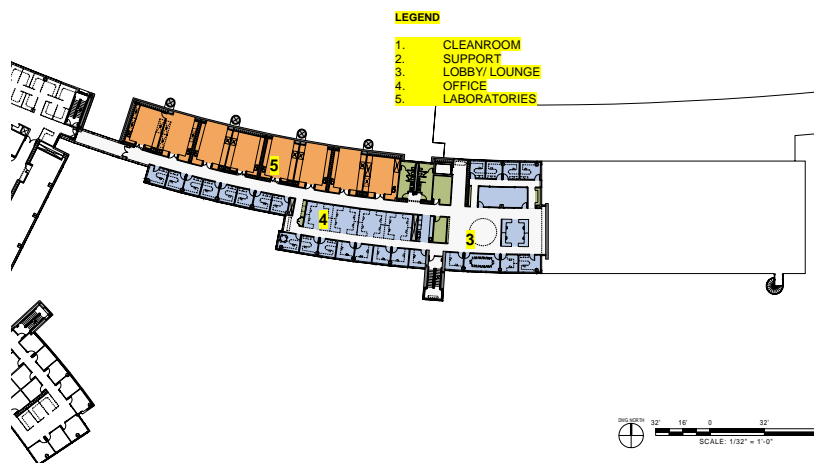 LEGEND
1. CLEANROOM
2. SUPPORT
3. LOBBY/ LOUNGE
4. OFFICE
5. LABORATORIES
5
4
3
DWG NORTH
32' 16' 0 32'
SCALE: 1/32" = 1'-0"